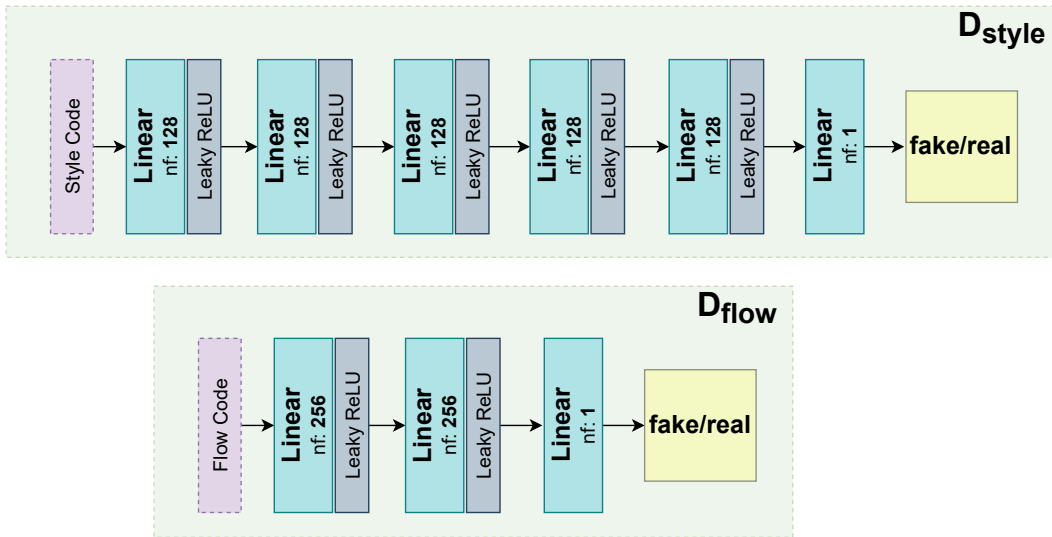 D_style
Style Code
Linear
nf: 128
Leaky ReLU
Linear
nf: 128
Leaky ReLU
Linear
nf: 128
Leaky ReLU
Linear
nf: 128
Leaky ReLU
Linear
nf: 128
Leaky ReLU
Linear
nf: 1
fake/real
D_flow
Flow Code
Linear
nf: 256
Leaky ReLU
Linear
nf: 256
Leaky ReLU
Linear
nf: 1
fake/real